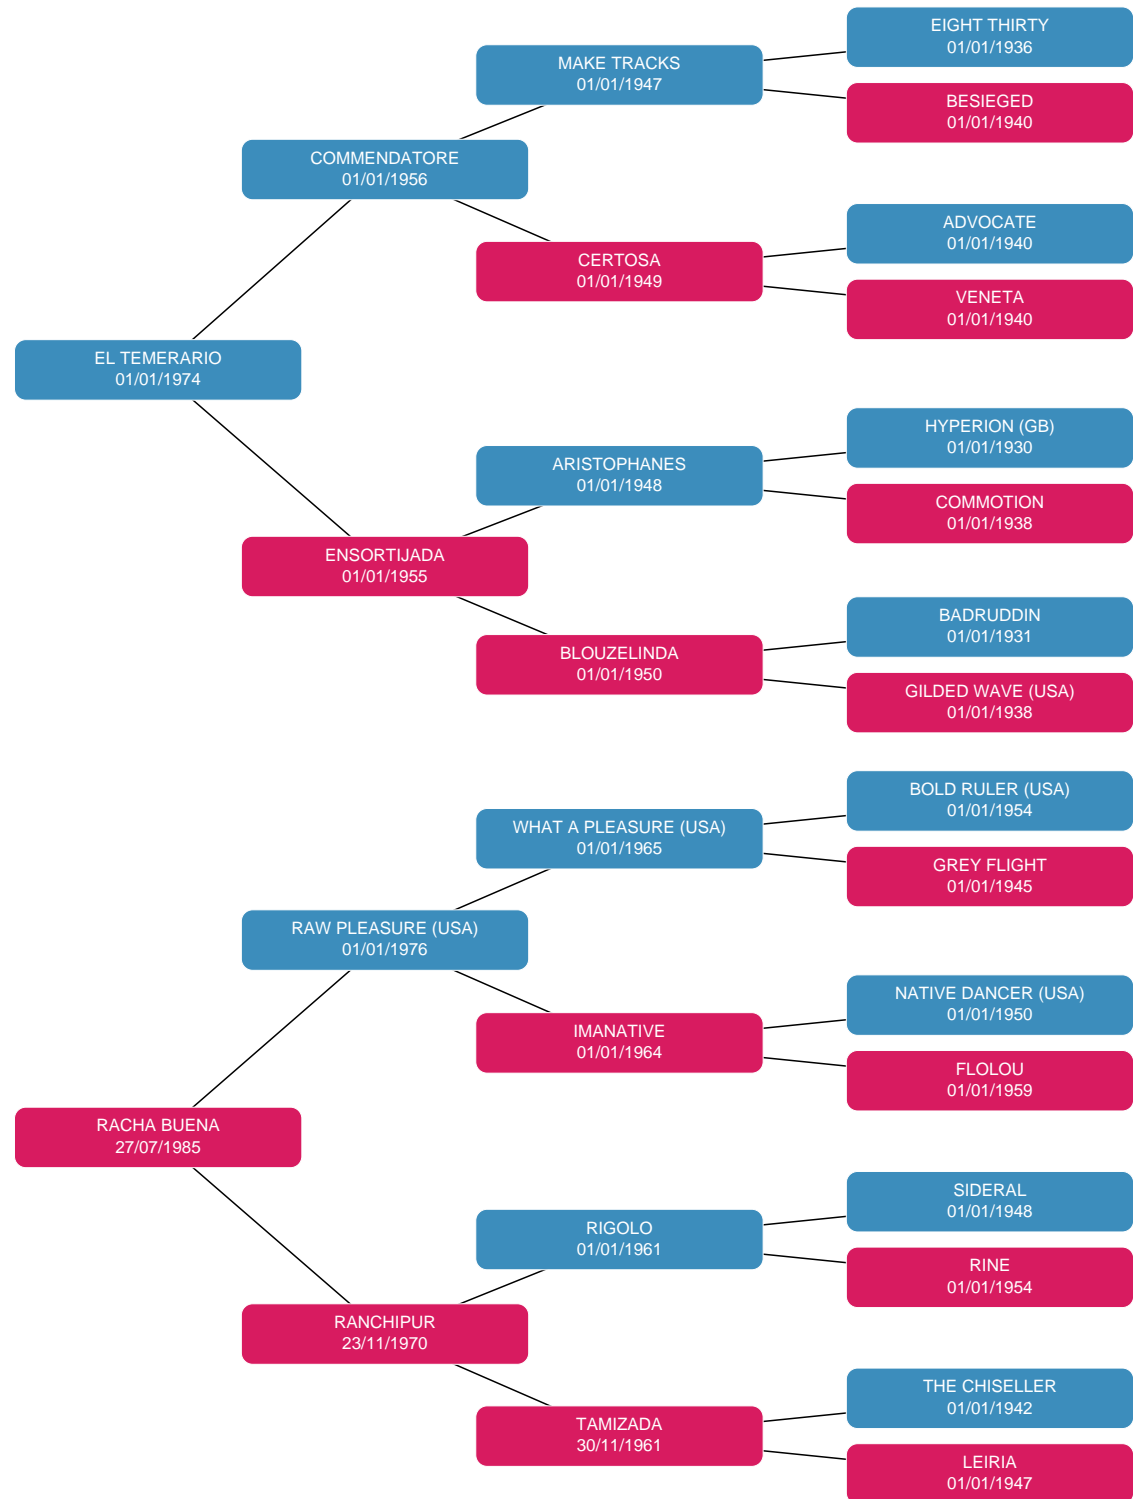 EIGHT THIRTY
01/01/1936
MAKE TRACKS
01/01/1947
BESIEGED
01/01/1940
COMMENDATORE
01/01/1956
ADVOCATE
01/01/1940
CERTOSA
01/01/1949
VENETA
01/01/1940
EL TEMERARIO
01/01/1974
HYPERION (GB)
01/01/1930
ARISTOPHANES
01/01/1948
COMMOTION
01/01/1938
ENSORTIJADA
01/01/1955
BADRUDDIN
01/01/1931
BLOUZELINDA
01/01/1950
GILDED WAVE (USA)
01/01/1938
BOLD RULER (USA)
01/01/1954
WHAT A PLEASURE (USA)
01/01/1965
GREY FLIGHT
01/01/1945
RAW PLEASURE (USA)
01/01/1976
NATIVE DANCER (USA)
01/01/1950
IMANATIVE
01/01/1964
FLOLOU
01/01/1959
RACHA BUENA
27/07/1985
SIDERAL
01/01/1948
RIGOLO
01/01/1961
RINE
01/01/1954
RANCHIPUR
23/11/1970
THE CHISELLER
01/01/1942
TAMIZADA
30/11/1961
LEIRIA
01/01/1947